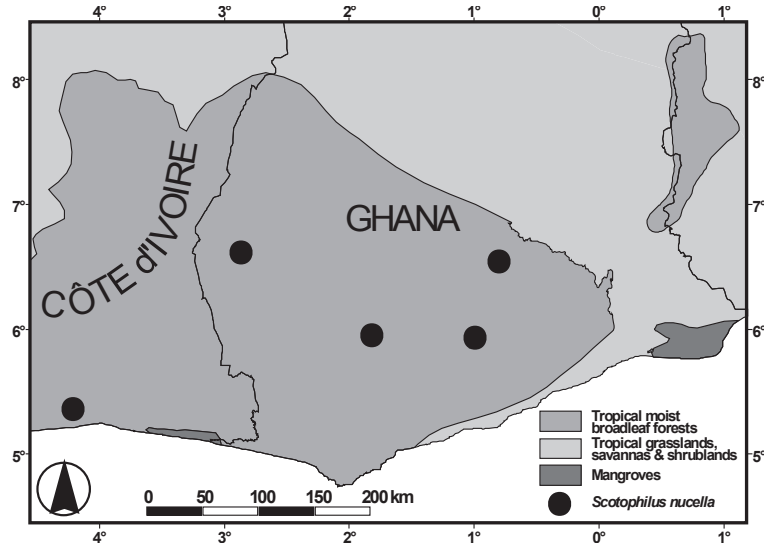 4° 3° 2° 1° 0° 1°
8° 8°
7° 7°
6° 6°
5° 5°
CÔTE d'IVOIRE
GHANA
Tropical moist
broadleaf forests
Tropical grasslands,
savannas & shrublands
Mangroves
Scotophilus nucella
0 50 100 150 200 km
4° 3° 2° 1° 0° 1°